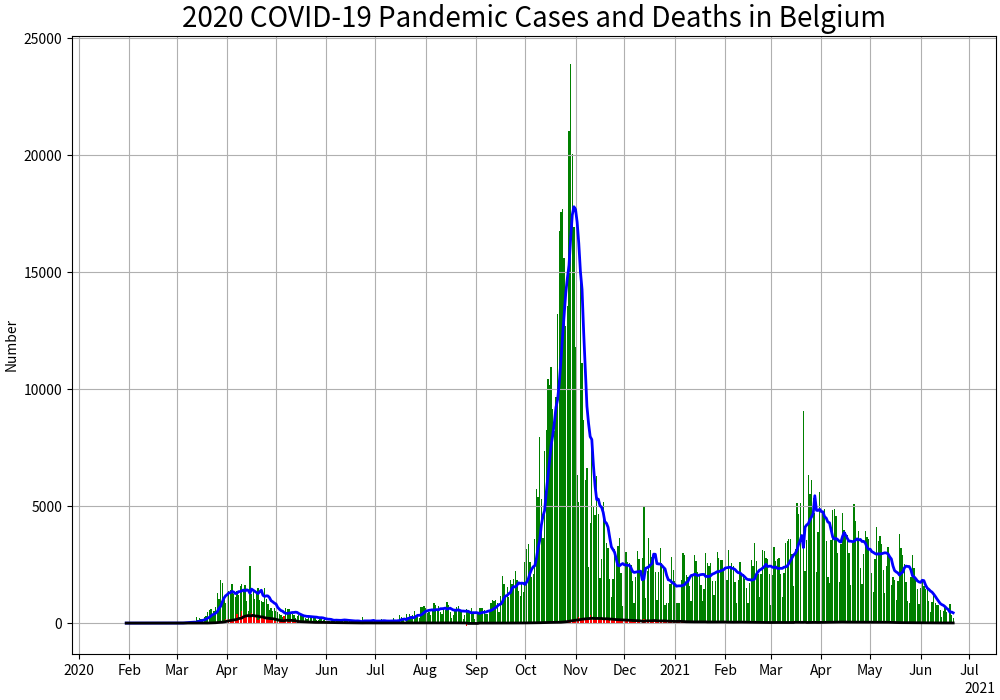 2020 COVID-19 Pandemic Cases and Deaths in Belgium
25000
20000
15000
10000
5000
0
Number
2020 Feb Mar Apr May Jun Jul Aug Sep Oct Nov Dec 2021 Feb Mar Apr May Jun Jul
2021